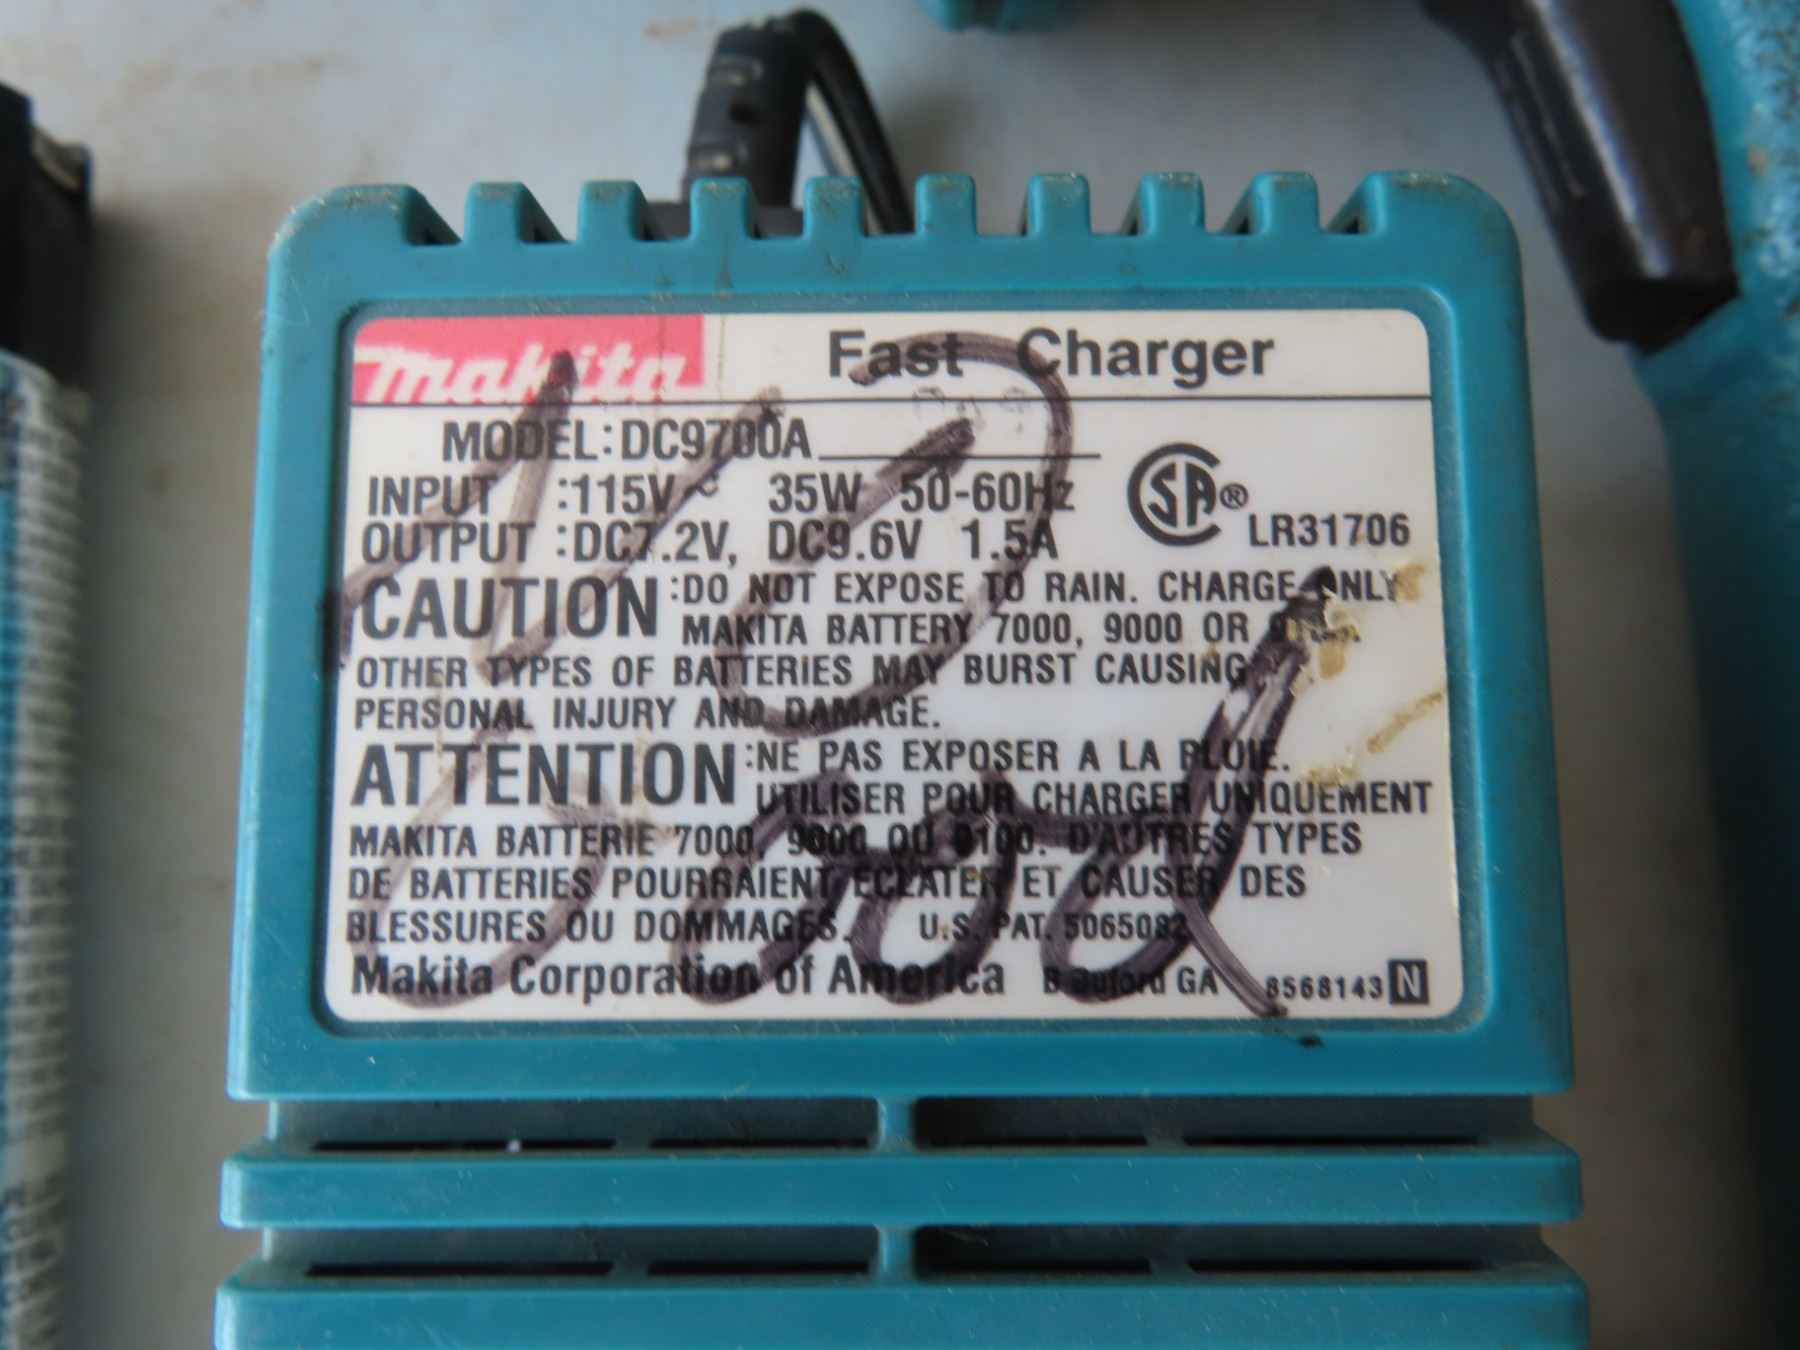 makita Fast Charger
MODEL:DC9700A
INPUT :115V~ 35W 50-60Hz
OUTPUT :DC7.2V, DC9.6V 1.5A
CSA® LR31706
CAUTION :DO NOT EXPOSE TO RAIN. CHARGE ONLY
MAKITA BATTERY 7000, 9000 OR
OTHER TYPES OF BATTERIES MAY BURST CAUSING
PERSONAL INJURY AND DAMAGE.
ATTENTION :NE PAS EXPOSER A LA PLUIE.
UTILISER POUR CHARGER UNIQUEMENT
MAKITA BATTERIE 7000, 9000 OU 9100. D'AUTRES TYPES
DE BATTERIES POURRAIENT ECLATER ET CAUSER DES
BLESSURES OU DOMMAGES. U.S. PAT. 5065082
Makita Corporation of America Buford GA 8568143 N
NO
Good